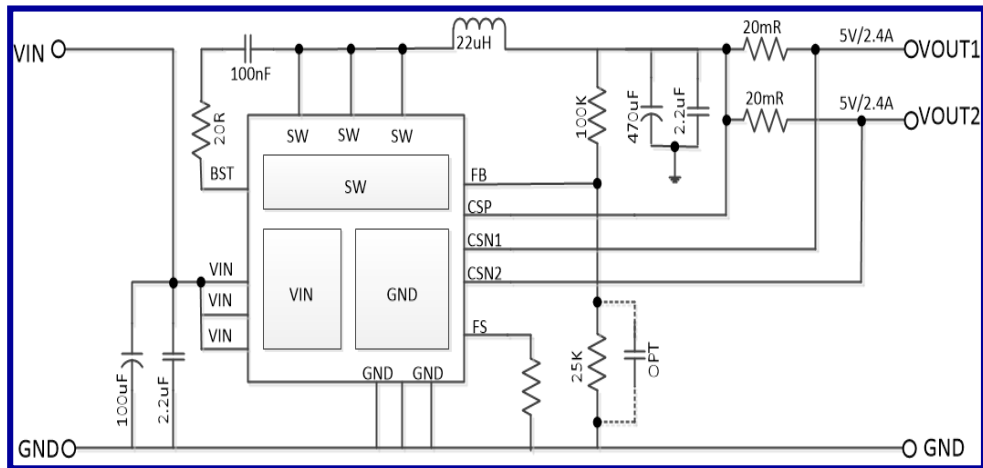 20mR
5V/2.4A
VIN
VOUT1
22uH
100nF
20R
100K
470uF
2.2uF
20mR
5V/2.4A
VOUT2
SW
SW
SW
BST
SW
FB
CSP
CSN1
CSN2
VIN
VIN
VIN
VIN
GND
FS
100uF
2.2uF
GND
GND
25K
OPT
GND
GND